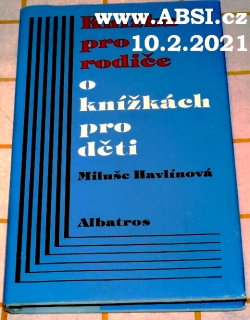 www.ABSI.cz
10.2.2021
pro
rodiče
o
knížkách
pro
děti
Miluše Havlínová
Albatros